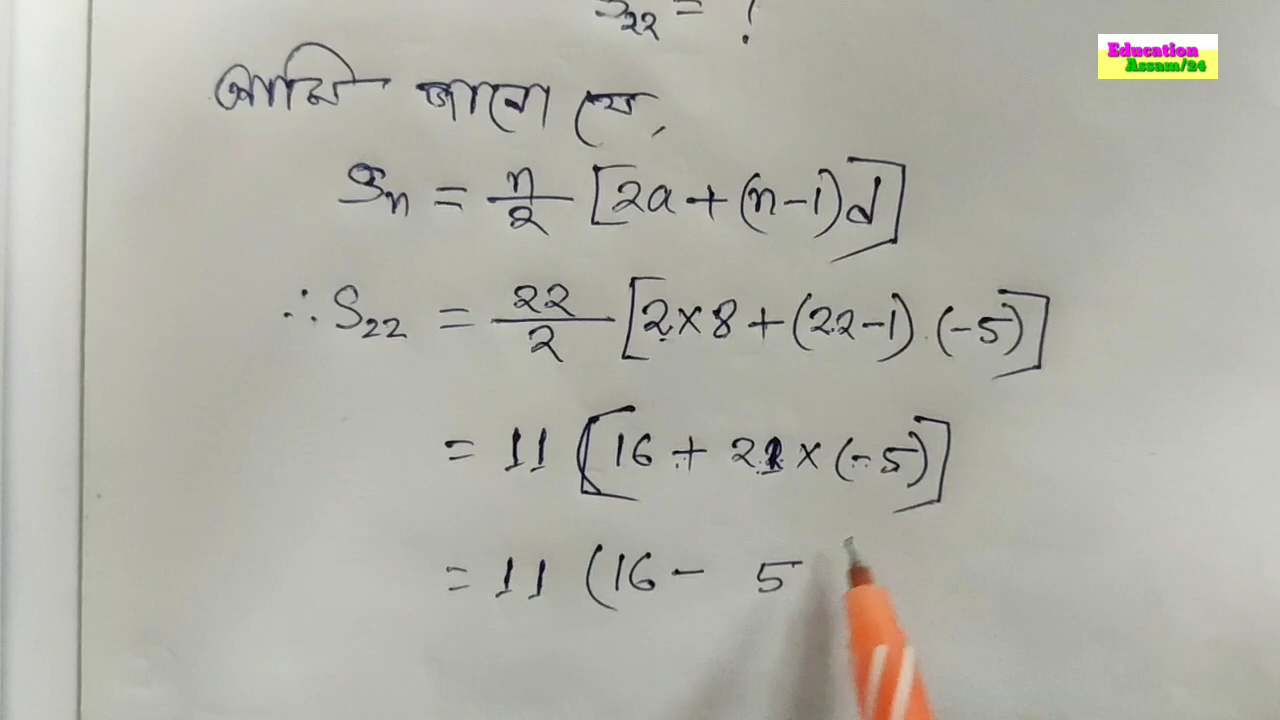 S₂₂ = ?
Education
Assam/24
আমি জানো যে,
Sₙ = n/2 [2a + (n-1)d]
∴ S₂₂ = 22/2 [2×8 + (22-1) (-5)]
= 11 [16 + 21 × (-5)]
= 11 (16 - 5